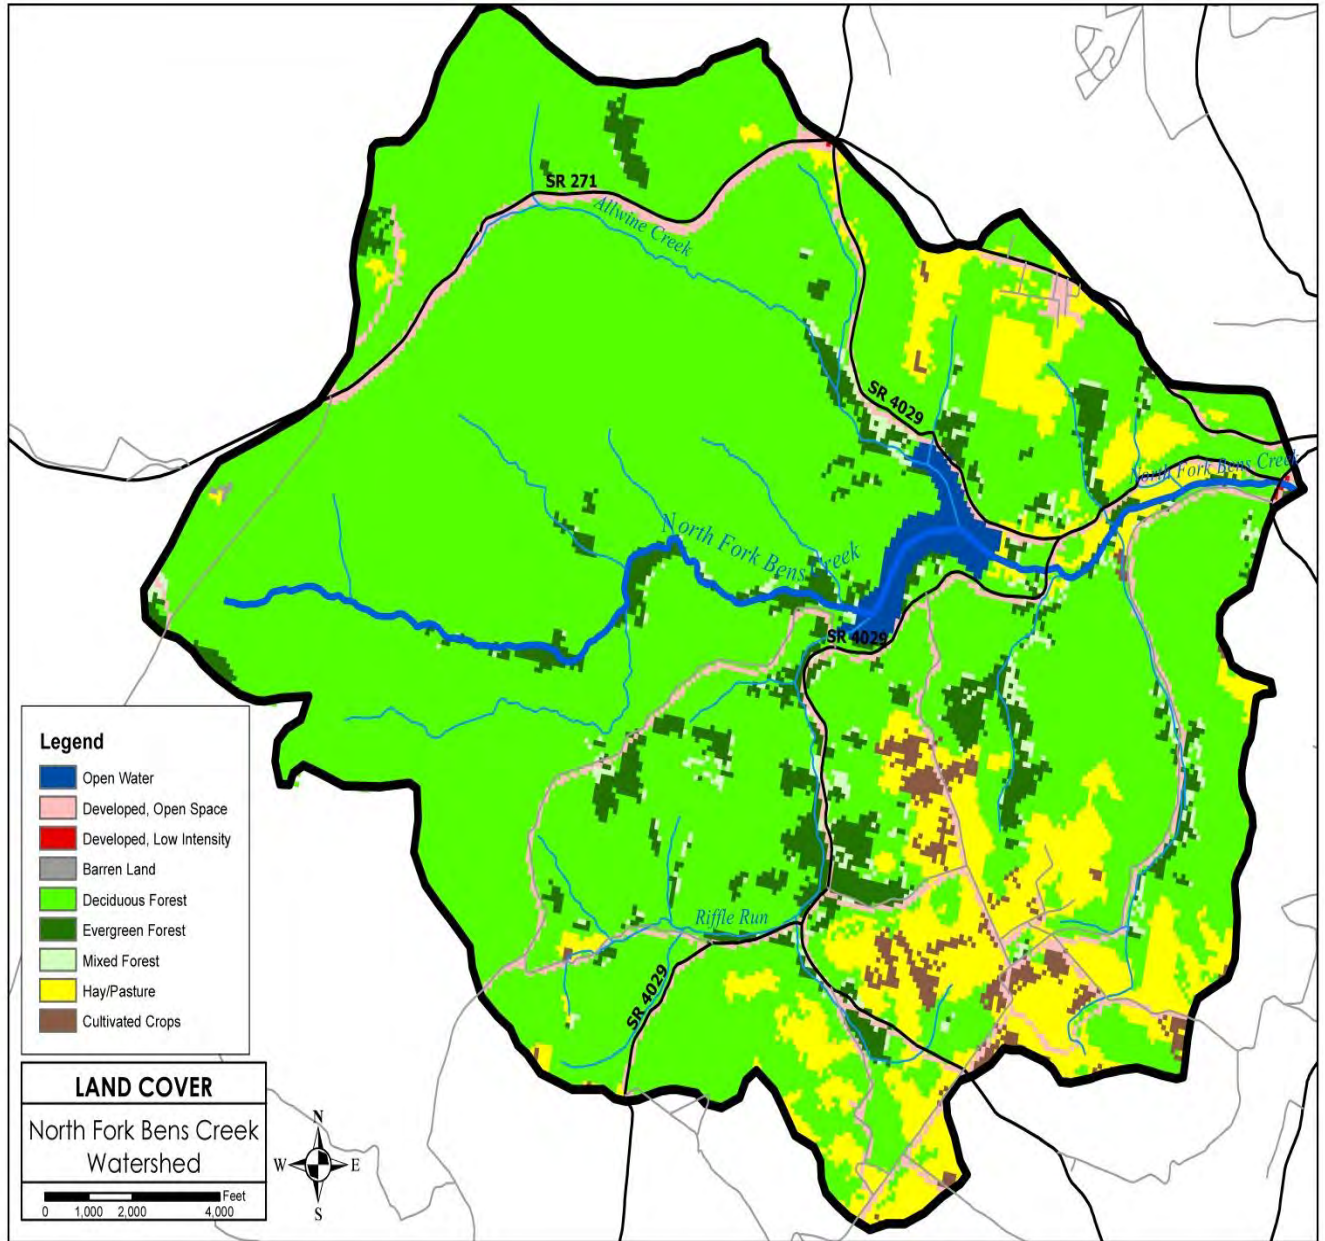 SR 271
Allwine Creek
SR 4029
North Fork Bens Creek
North Fork Bens Creek
SR 4029
Riffle Run
SR 4029
Legend
Open Water
Developed, Open Space
Developed, Low Intensity
Barren Land
Deciduous Forest
Evergreen Forest
Mixed Forest
Hay/Pasture
Cultivated Crops
LAND COVER
North Fork Bens Creek
Watershed
0 1,000 2,000 4,000 Feet
N
W E
S